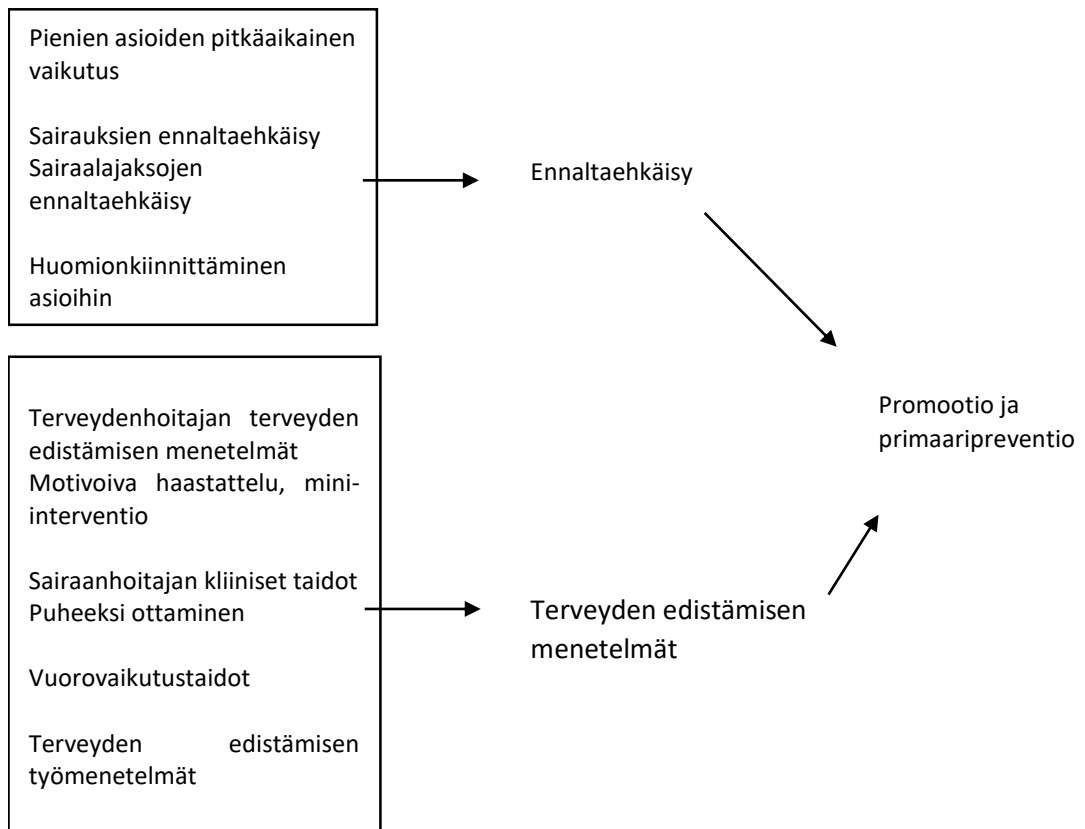 Pienien asioiden pitkäaikainen
vaikutus
Sairauksien ennaltaehkäisy
Sairaalajaksojen
ennaltaehkäisy
Huomionkiinnittäminen
asioihin
Ennaltaehkäisy
Terveydenhoitajan terveyden
edistämisen menetelmät
Motivoiva haastattelu, mini-
interventio
Sairaanhoitajan kliiniset taidot
Puheeksi ottaminen
Vuorovaikutustaidot
Terveyden edistämisen
työmenetelmät
Terveyden edistämisen
menetelmät
Promootio ja
primaaripreventio